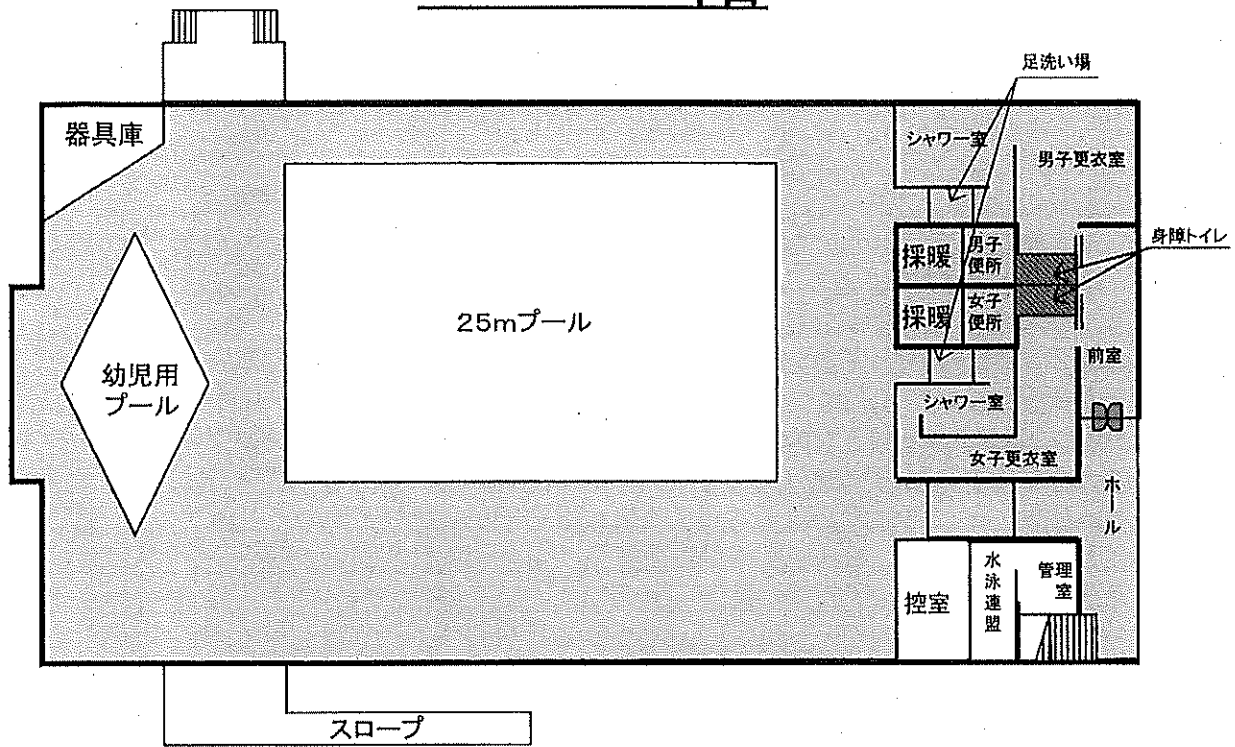 足洗い場
器具庫
シャワー室
男子更衣室
身障トイレ
採暖
男子
便所
採暖
女子
便所
25mプール
前室
幼児用
プール
シャワー室
女子更衣室
ホール
水泳連盟
管理
室
控室
スロープ